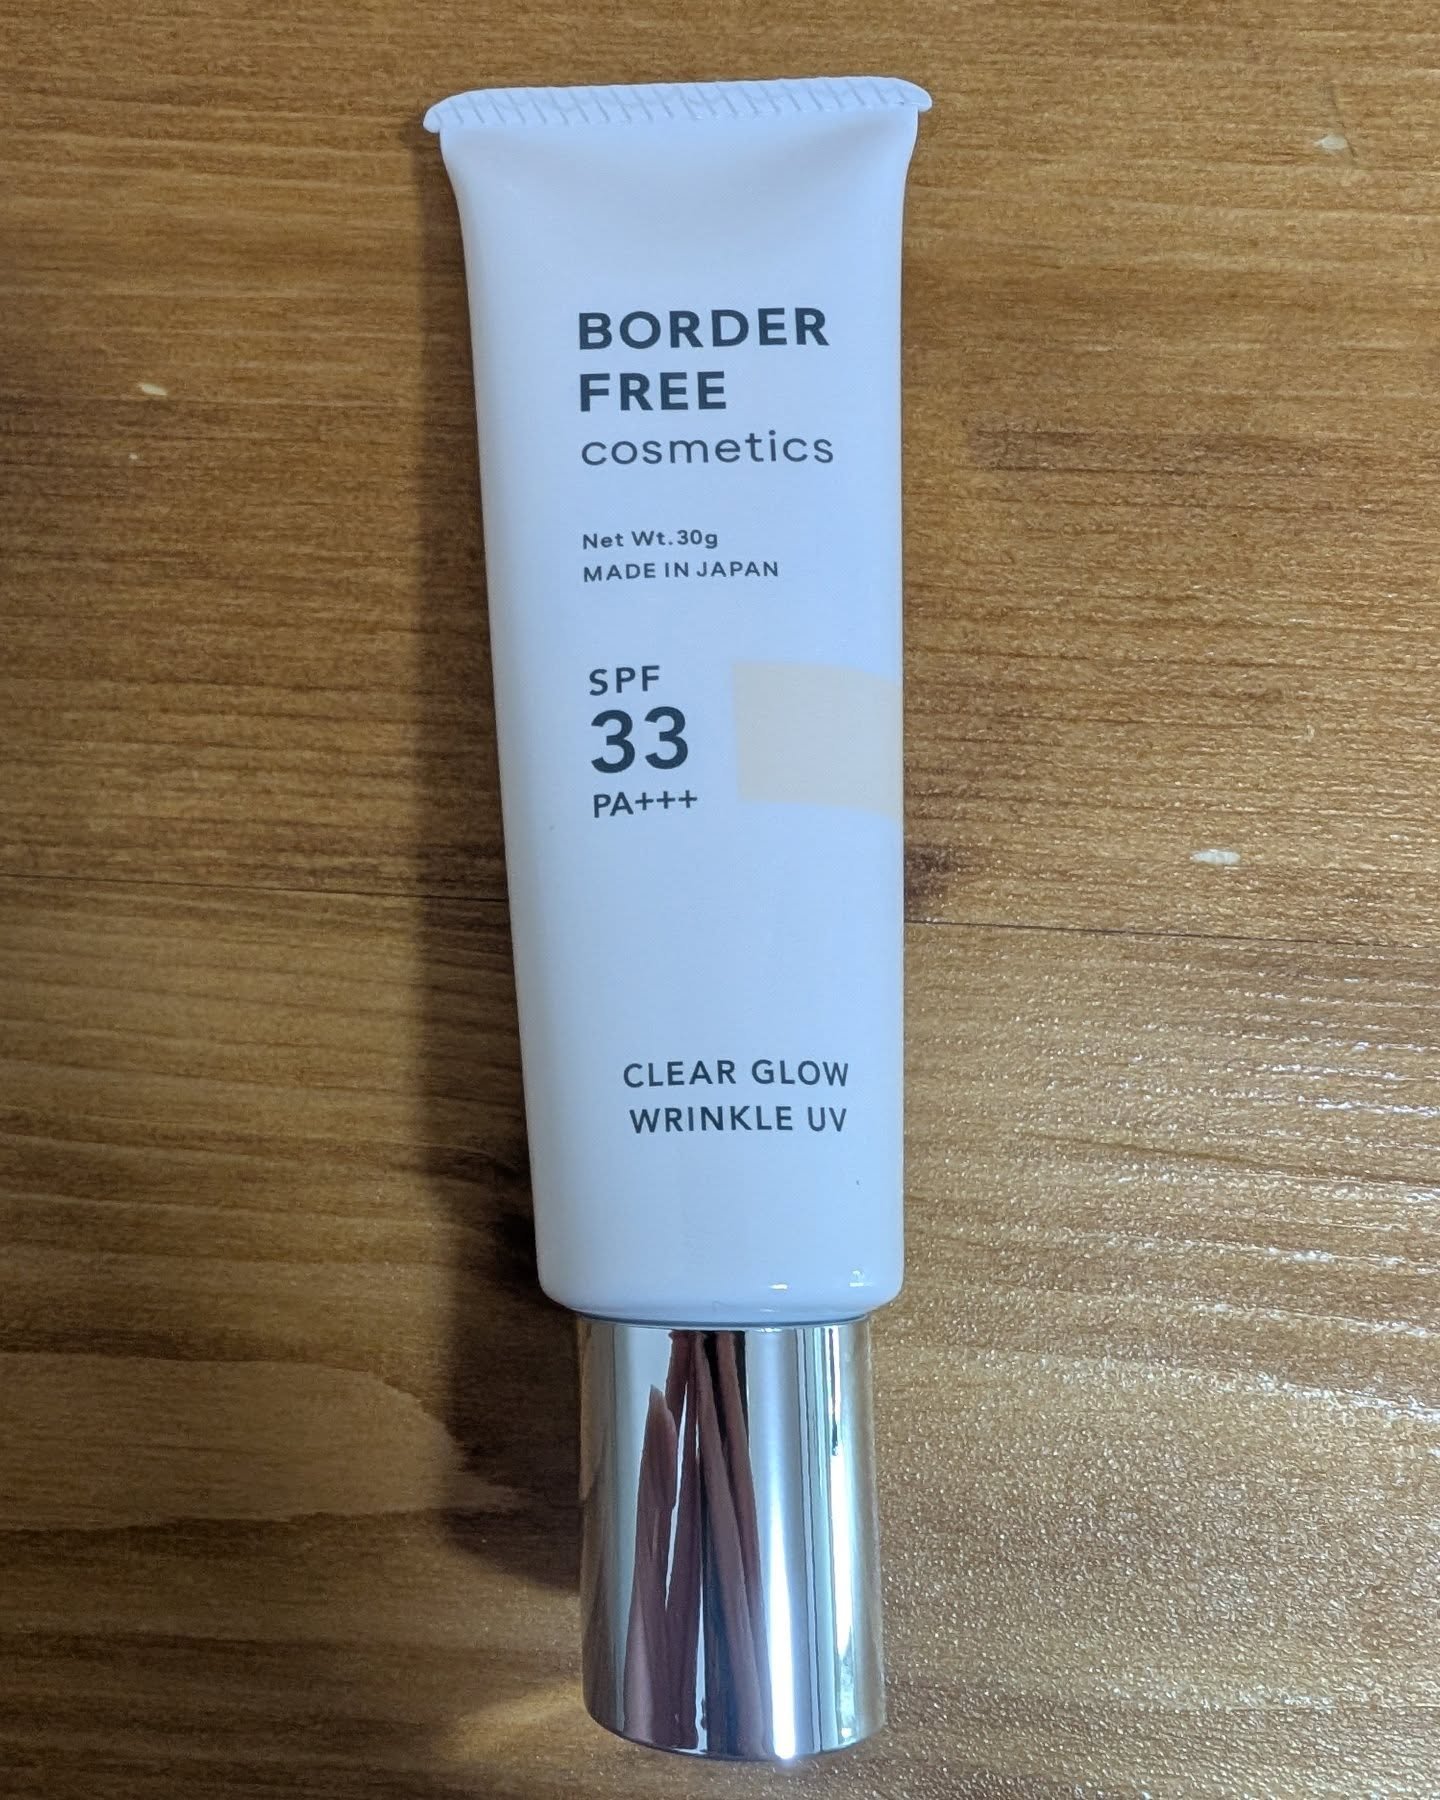 BORDER
FREE
cosmetics
Net Wt.30g
MADE IN JAPAN
SPF
33
PA+++
CLEAR GLOW
WRINKLE UV